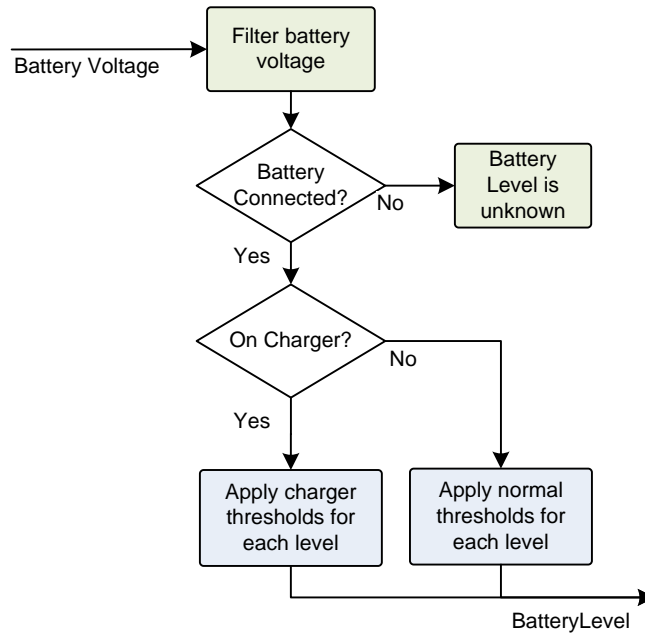 Filter battery
voltage
Battery Voltage
Battery
Connected?
No
Battery
Level is
unknown
Yes
On Charger?
No
Yes
Apply charger
thresholds for
each level
Apply normal
thresholds for
each level
BatteryLevel